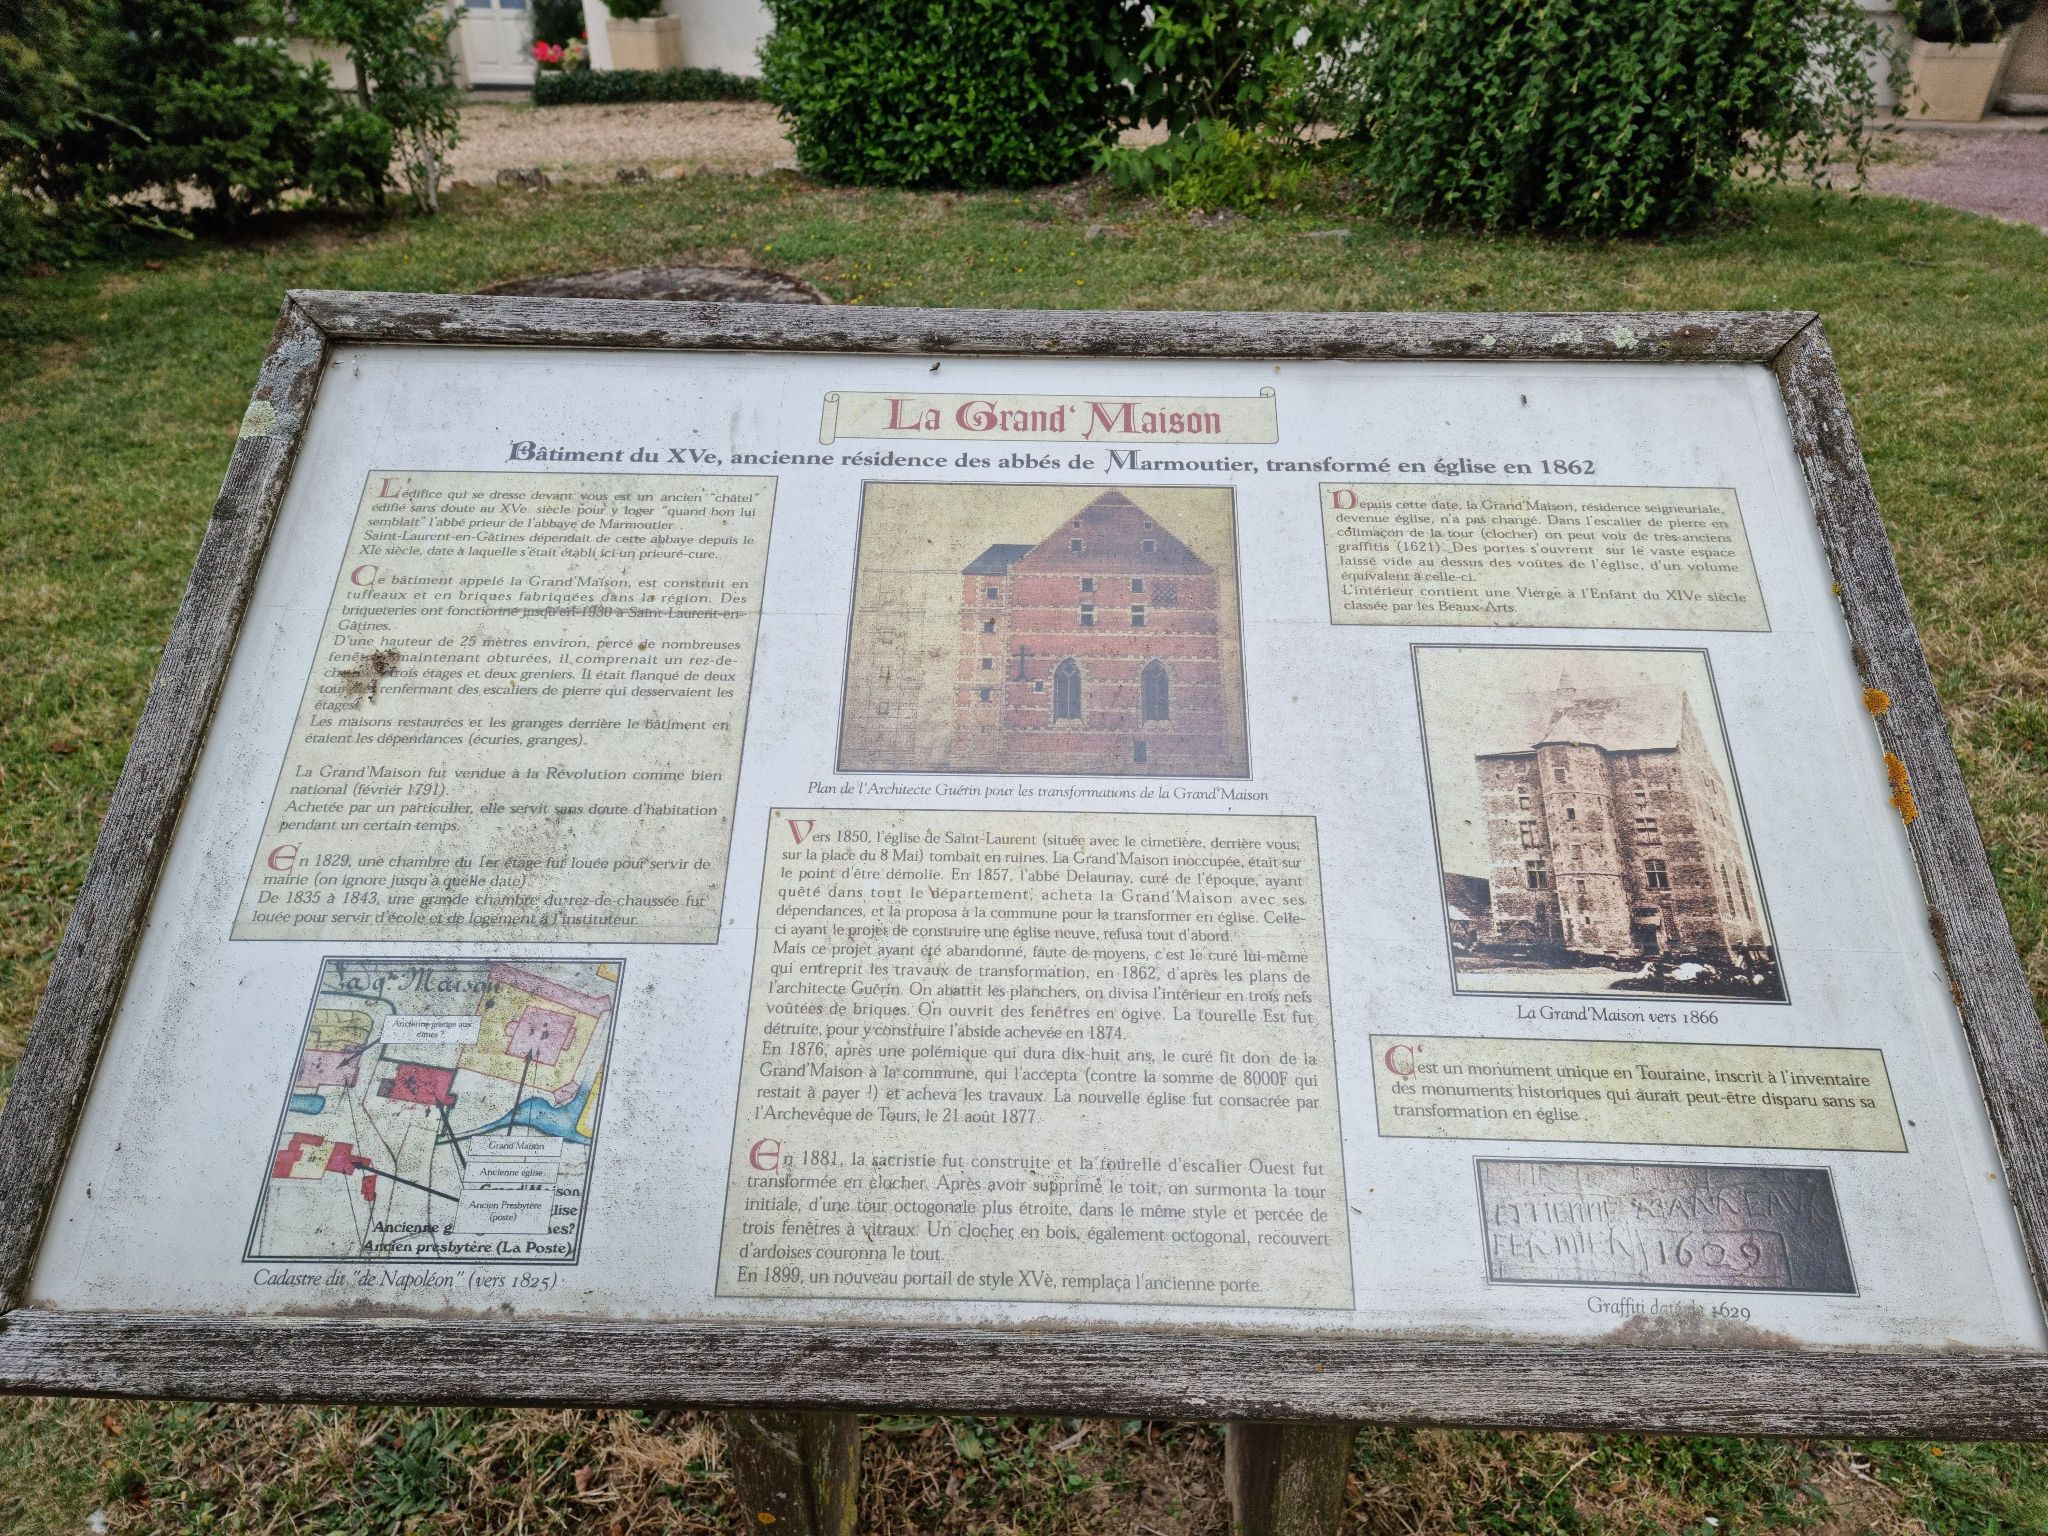 La Grand' Maison
Bâtiment du XVe, ancienne résidence des abbés de Marmoutier, transformé en église en 1862
L'édifice qui se dresse devant vous est un ancien "châtel"
édifié sans doute au XVe siècle pour y loger "quand bon lui
semblait" l'abbé prieur de l'abbaye de Marmoutier.
Saint-Laurent-en-Gâtines dépendait de cette abbaye depuis le
XIe siècle, date à laquelle s'était établi ici un prieuré-cure.
Ce bâtiment appelé la Grand'Maison, est construit en
tuffeaux et en briques fabriquées dans la région. Des
briqueteries ont fonctionné jusqu'en 1930 à Saint-Laurent-en-
Gâtines.
D'une hauteur de 25 mètres environ, percé de nombreuses
fenêtres maintenant obturées, il comprenait un rez-de-
trois étages et deux greniers. Il était flanqué de deux
renfermant des escaliers de pierre qui desservaient les
étages.
Les maisons restaurées et les granges derrière le bâtiment en
étaient les dépendances (écuries, granges).
La Grand'Maison fut vendue à la Révolution comme bien
national (février 1791).
Achetée par un particulier, elle servit sans doute d'habitation
pendant un certain temps.
En 1829, une chambre du 1er étage fut louée pour servir de
mairie (on ignore jusqu'à quelle date).
De 1835 à 1843, une grande chambre du rez-de-chaussée fut
louée pour servir d'école et de logement à l'instituteur.
La gde Maison
Ancienne grange aux
dîmes ?
Grand'Maison
Ancienne église
Ancien Presbytère
(poste)
Ancienne g
Ancien presbytère (La Poste)
Cadastre dit "de Napoléon" (vers 1825)
Plan de l'Architecte Guérin pour les transformations de la Grand'Maison
Vers 1850, l'église de Saint-Laurent (située avec le cimetière, derrière vous,
sur la place du 8 Mai) tombait en ruines. La Grand'Maison inoccupée, était sur
le point d'être démolie. En 1857, l'abbé Delaunay, curé de l'époque, ayant
quêté dans tout le département, acheta la Grand'Maison avec ses
dépendances, et la proposa à la commune pour la transformer en église. Celle-
ci ayant le projet de construire une église neuve, refusa tout d'abord.
Mais ce projet ayant été abandonné, faute de moyens, c'est le curé lui-même
qui entreprit les travaux de transformation, en 1862, d'après les plans de
l'architecte Guérin. On abattit les planchers, on divisa l'intérieur en trois nefs
voûtées de briques. On ouvrit des fenêtres en ogive. La tourelle Est fut
détruite, pour y construire l'abside achevée en 1874.
En 1876, après une polémique qui dura dix-huit ans, le curé fit don de la
Grand'Maison à la commune, qui l'accepta (contre la somme de 8000F qui
restait à payer !) et acheva les travaux. La nouvelle église fut consacrée par
l'Archevêque de Tours, le 21 août 1877.
En 1881, la sacristie fut construite et la tourelle d'escalier Ouest fut
transformée en clocher. Après avoir supprimé le toit, on surmonta la tour
initiale, d'une tour octogonale plus étroite, dans le même style et percée de
trois fenêtres à vitraux. Un clocher en bois, également octogonal, recouvert
d'ardoises couronna le tout.
En 1899, un nouveau portail de style XVè, remplaça l'ancienne porte.
Depuis cette date, la Grand'Maison, résidence seigneuriale,
devenue église, n'a pas changé. Dans l'escalier de pierre en
colimaçon de la tour (clocher) on peut voir de très anciens
graffitis (1621). Des portes s'ouvrent sur le vaste espace
laissé vide au dessus des voûtes de l'église, d'un volume
équivalent à celle-ci.
L'intérieur contient une Vierge à l'Enfant du XIVe siècle
classée par les Beaux-Arts.
La Grand'Maison vers 1866
C'est un monument unique en Touraine, inscrit à l'inventaire
des monuments historiques qui aurait peut-être disparu sans sa
transformation en église.
ETTIENNE MARREAUX
FERMIER 1629
Graffiti daté de 1629